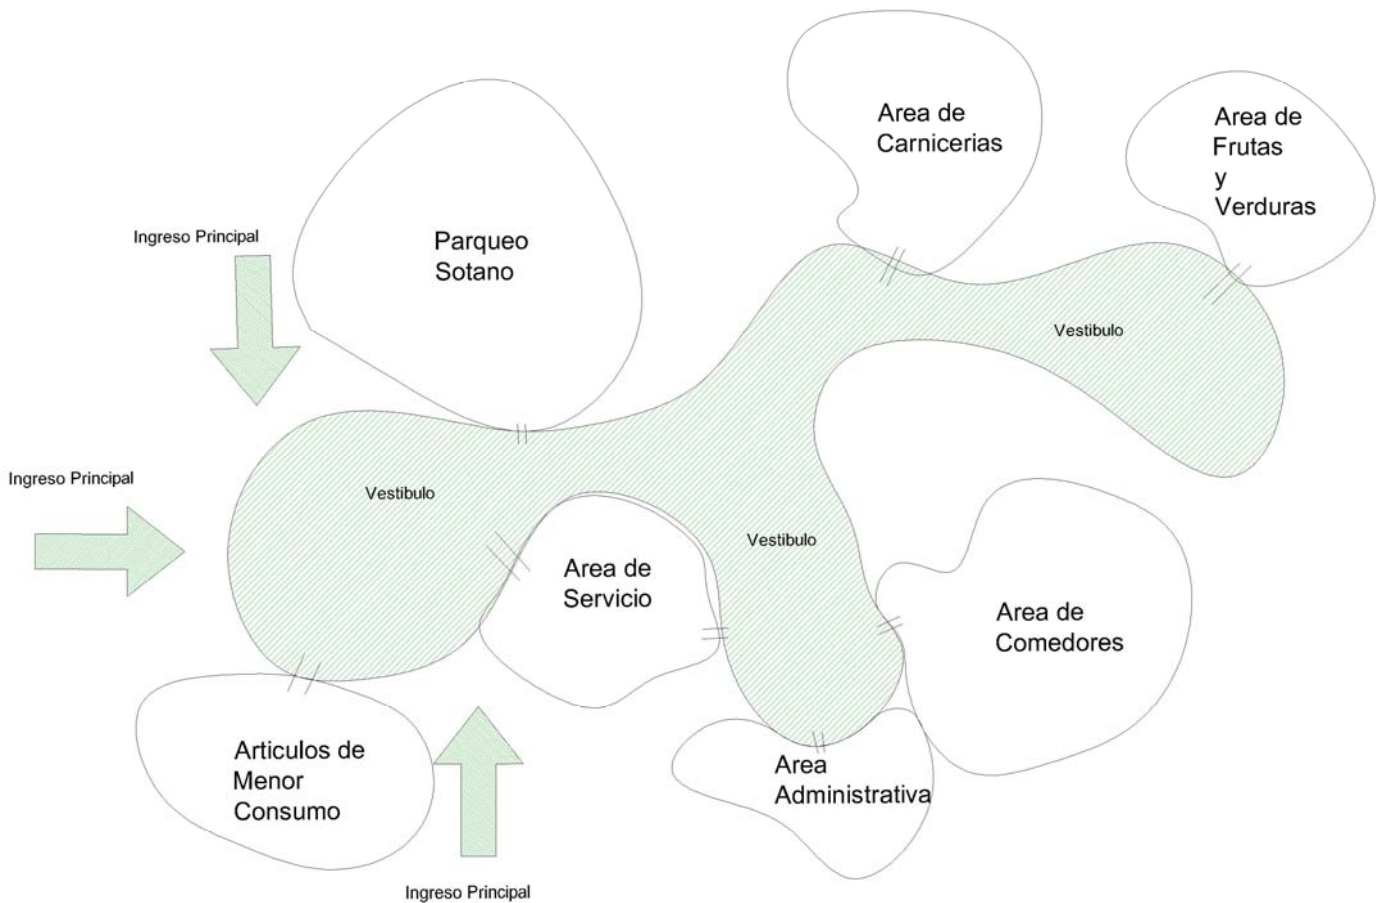 Area de
Carnicerias
Area de
Frutas
y
Verduras
Parqueo
Sotano
Ingreso Principal
Vestibulo
Ingreso Principal
Vestibulo
Vestibulo
Area de
Servicio
Area de
Comedores
Articulos de
Menor
Consumo
Area
Administrativa
Ingreso Principal